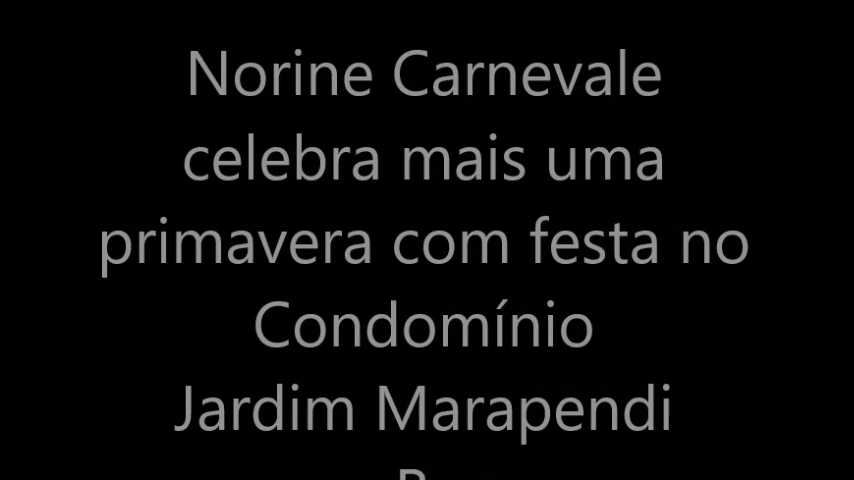 Norine Carnevale
celebra mais uma
primavera com festa no
Condomínio
Jardim Marapendi